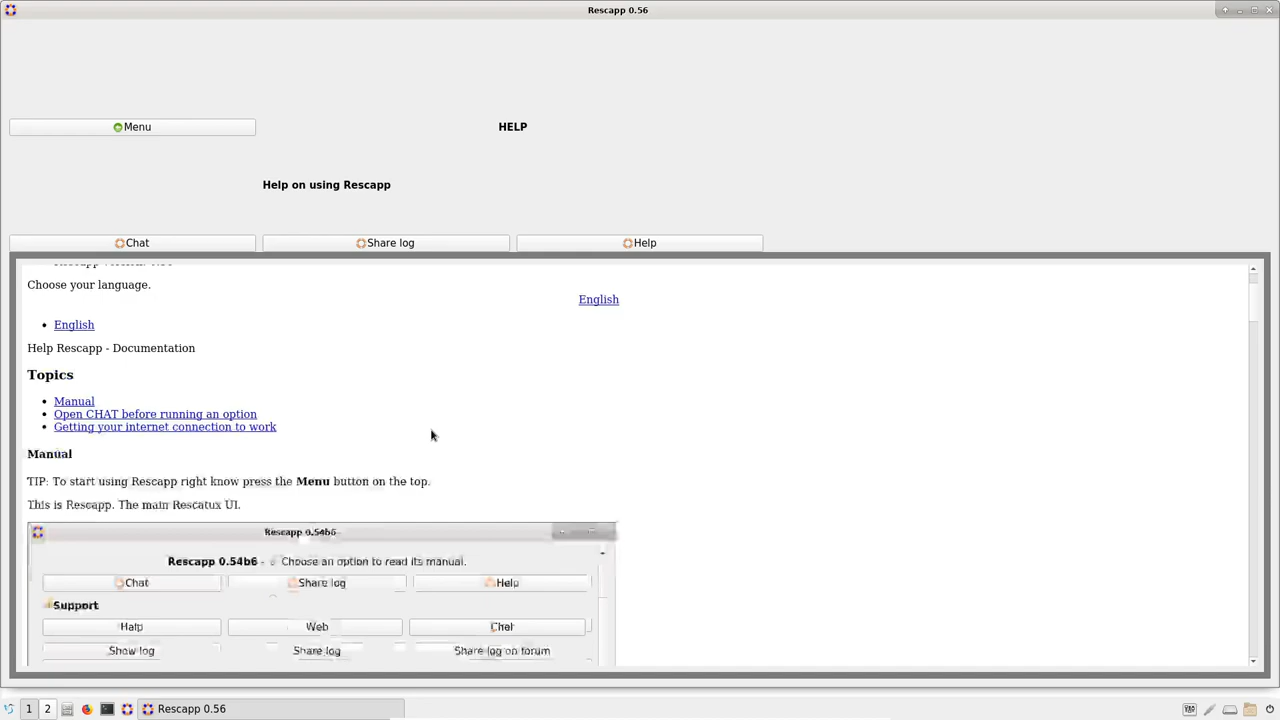 Rescapp 0.56
Menu
HELP
Help on using Rescapp
Chat
Share log
Help
Rescapp version: 0.56
Choose your language.
English
English
Help Rescapp - Documentation
Topics
Manual
Open CHAT before running an option
Getting your internet connection to work
Manual
TIP: To start using Rescapp right know press the Menu button on the top.
This is Rescapp. The main Rescatux UI.
Rescapp 0.54b6
Rescapp 0.54b6 - Choose an option to read its manual.
Chat
Share log
Help
Support
Help
Web
Chat
Show log
Share log
Share log on forum
1
2
Rescapp 0.56